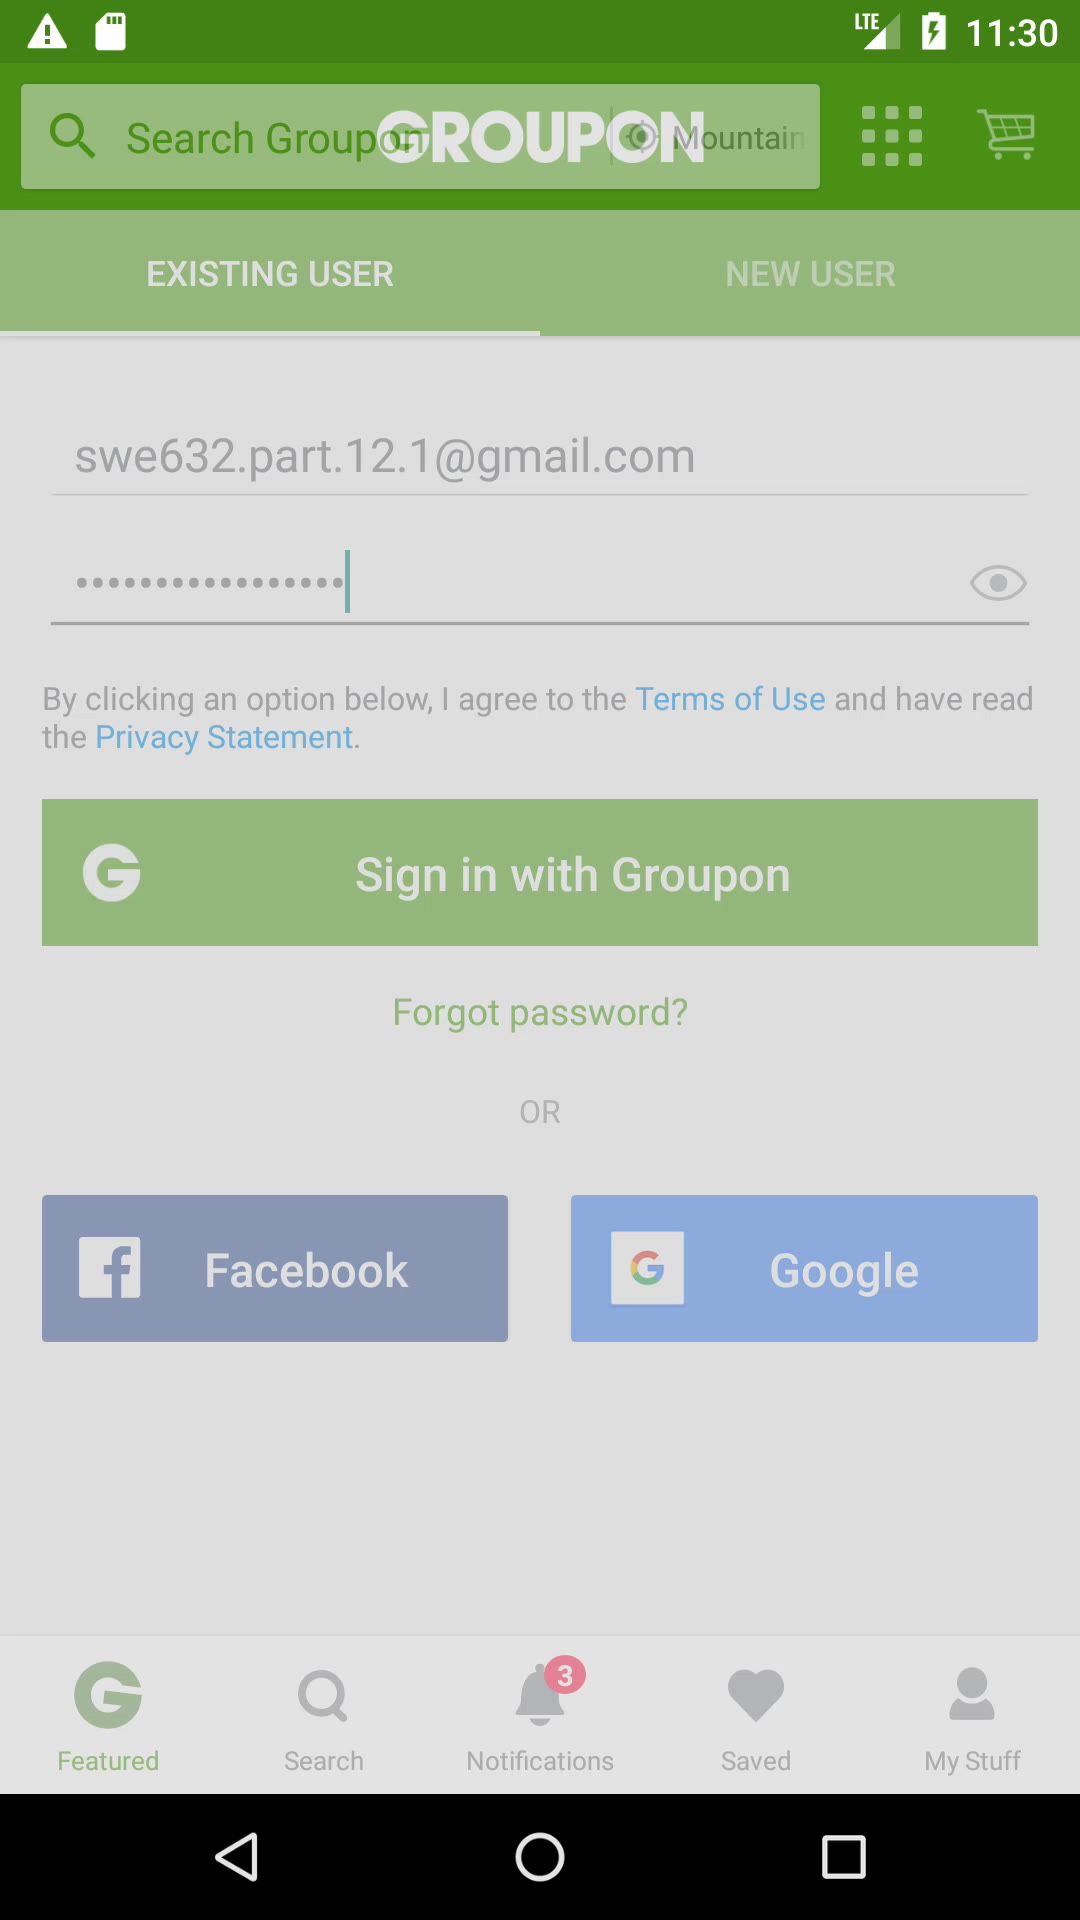 LTE 11:30
Search Groupon GROUPON Mountain
EXISTING USER NEW USER
swe632.part.12.1@gmail.com
•••••••••••••••••
By clicking an option below, I agree to the Terms of Use and have read
the Privacy Statement.
Sign in with Groupon
Forgot password?
OR
Facebook Google
3
Featured Search Notifications Saved My Stuff